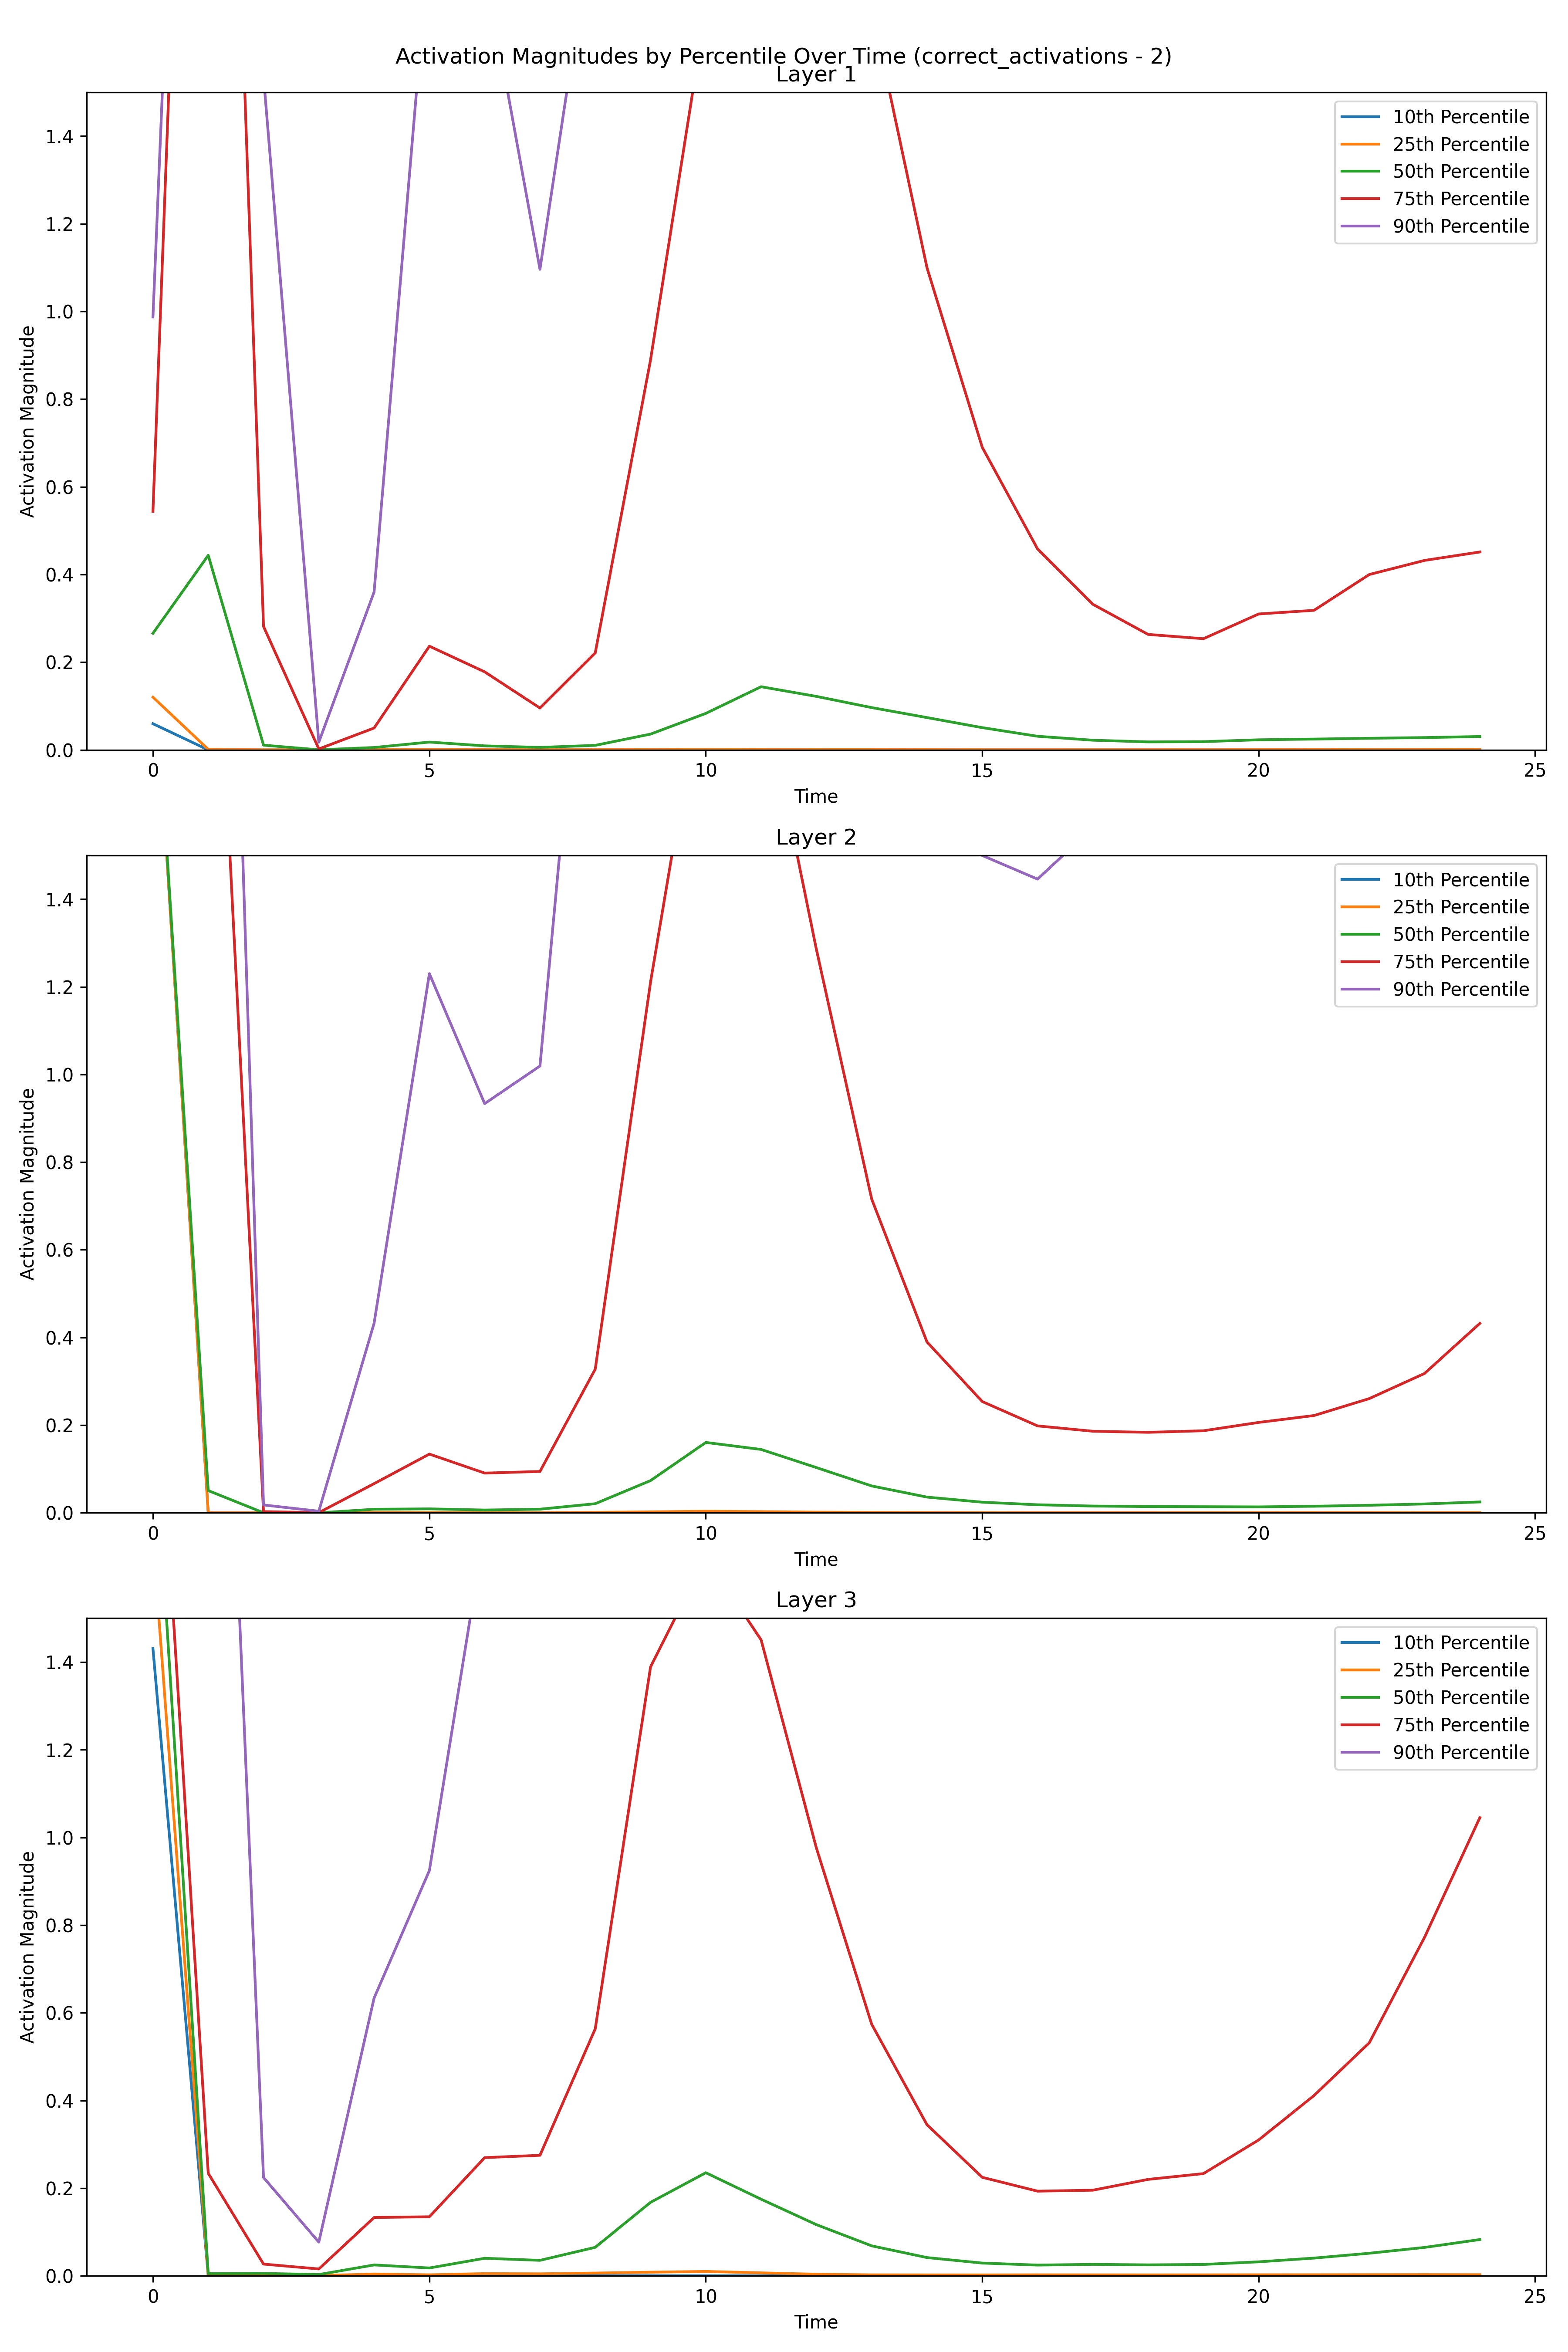 Activation Magnitudes by Percentile Over Time (correct_activations - 2)
Layer 1
10th Percentile
25th Percentile
50th Percentile
75th Percentile
90th Percentile
Activation Magnitude
1.4
1.2
1.0
0.8
0.6
0.4
0.2
0.0
0 5 10 15 20 25
Time
Layer 2
10th Percentile
25th Percentile
50th Percentile
75th Percentile
90th Percentile
Activation Magnitude
1.4
1.2
1.0
0.8
0.6
0.4
0.2
0.0
0 5 10 15 20 25
Time
Layer 3
10th Percentile
25th Percentile
50th Percentile
75th Percentile
90th Percentile
Activation Magnitude
1.4
1.2
1.0
0.8
0.6
0.4
0.2
0.0
0 5 10 15 20 25
Time